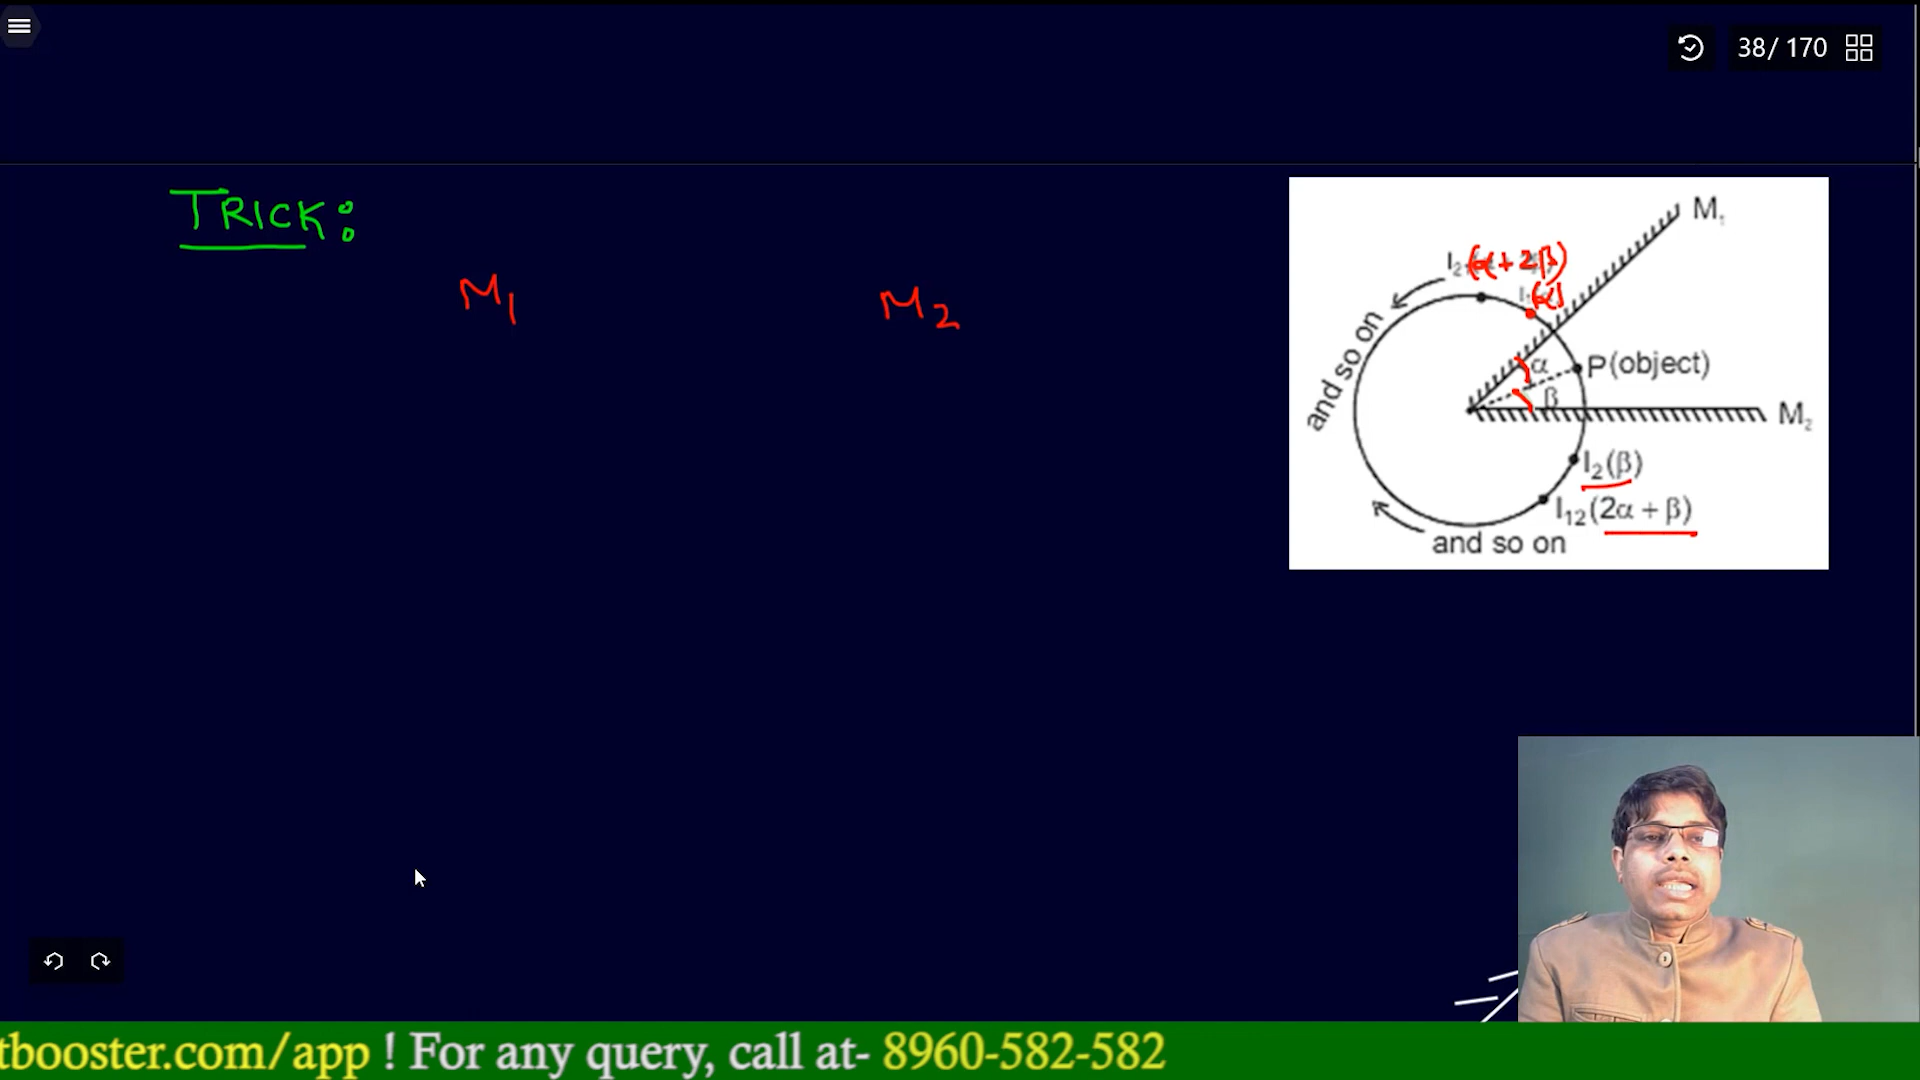 38/ 170
TRICK:
M1 M2
M1
I2 (α+2β)
(α)
and so on
α
P(object)
β
M2
I2(β)
I12(2α + β)
and so on
tbooster.com/app ! For any query, call at- 8960-582-582